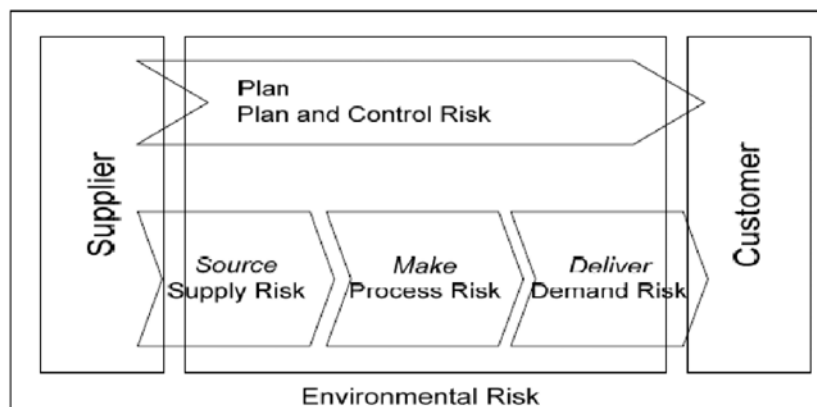 Supplier
Plan
Plan and Control Risk
Source
Supply Risk
Make
Process Risk
Deliver
Demand Risk
Customer
Environmental Risk